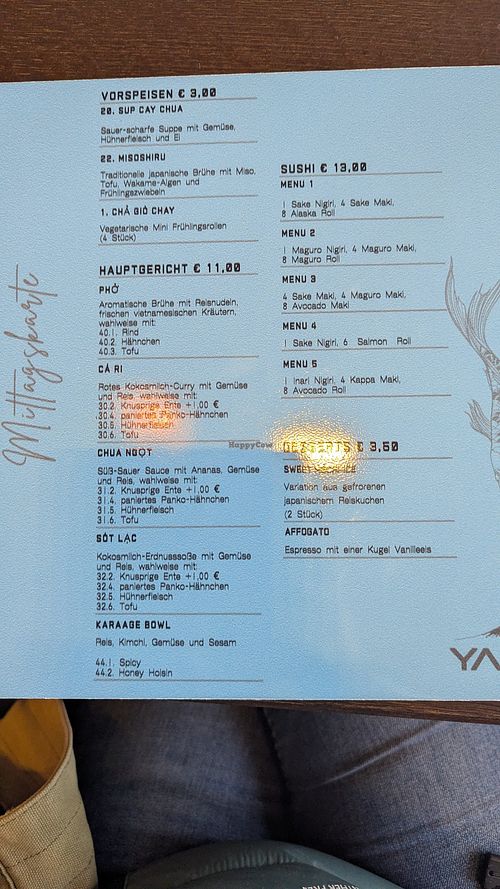 Mittagskarte
VORSPEISEN € 3,00
20. SUP CAY CHUA
Sauer-scharfe Suppe mit Gemüse,
Hühnerfleisch und Ei
22. MISOSHIRU
Traditionelle japanische Brühe mit Miso,
Tofu, Wakame-Algen und
Frühlingszwiebeln
1. CHẢ GIÒ CHAY
Vegetarische Mini Frühlingsrollen
(4 Stück)
HAUPTGERICHT € 11,00
PHỞ
Aromatische Brühe mit Reisnudeln,
frischen vietnamesischen Kräutern,
wahlweise mit:
40.1. Rind
40.2. Hähnchen
40.3. Tofu
CÀ RI
Rotes Kokosmilch-Curry mit Gemüse
und Reis, wahlweise mit:
30.2. Knusprige Ente +1,00 €
30.4. paniertes Panko-Hähnchen
30.5. Hühnerfleisch
30.6. Tofu
CHUA NGỌT
Süß-Sauer Sauce mit Ananas, Gemüse
und Reis, wahlweise mit:
31.2. Knusprige Ente +1,00 €
31.4. paniertes Panko-Hähnchen
31.5. Hühnerfleisch
31.6. Tofu
SỐT LẠC
Kokosmilch-Erdnusssoße mit Gemüse
und Reis, wahlweise mit:
32.2. Knusprige Ente +1,00 €
32.4. paniertes Panko-Hähnchen
32.5. Hühnerfleisch
32.6. Tofu
KARAAGE BOWL
Reis, Kimchi, Gemüse und Sesam
44.1. Spicy
44.2. Honey Hoisin
SUSHI € 13,00
MENU 1
1 Sake Nigiri, 4 Sake Maki,
8 Alaska Roll
MENU 2
1 Maguro Nigiri, 4 Maguro Maki,
8 Maguro Roll
MENU 3
4 Sake Maki, 4 Maguro Maki,
8 Avocado Maki
MENU 4
1 Sake Nigiri, 6 Salmon Roll
MENU 5
1 Inari Nigiri, 4 Kappa Maki,
8 Avocado Roll
DESSERTS € 3,50
SWEET ICE
Variation aus gefrorenen
japanischem Reiskuchen
(2 Stück)
AFFOGATO
Espresso mit einer Kugel Vanilleeis
YA
HappyCow